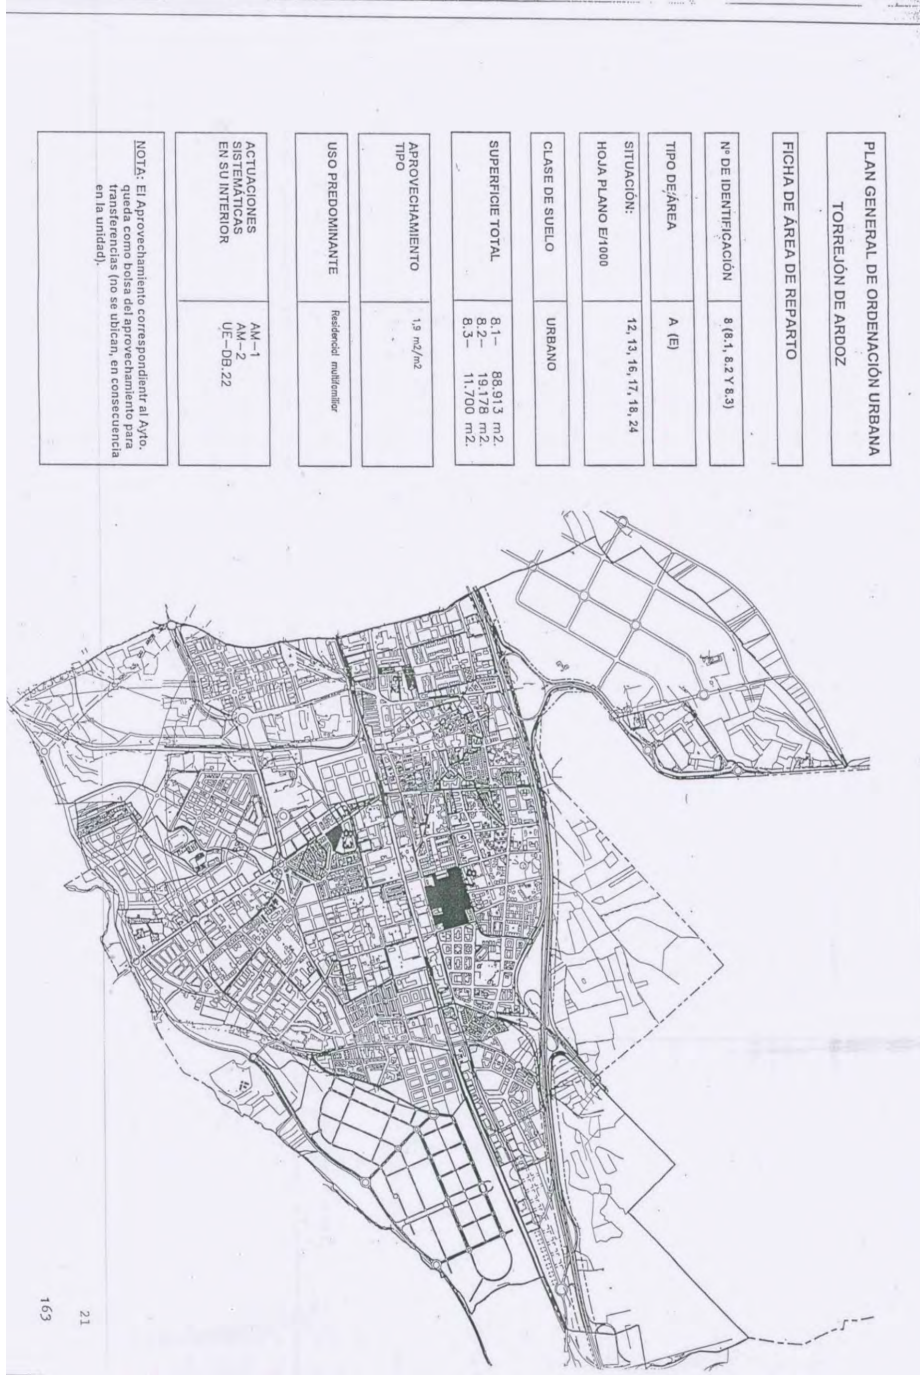 PLAN GENERAL DE ORDENACIÓN URBANA
TORREJÓN DE ARDOZ
FICHA DE ÁREA DE REPARTO
Nº DE IDENTIFICACIÓN
8 (8.1, 8.2 Y 8.3)
TIPO DE ÁREA
A (E)
SITUACIÓN:
HOJA PLANO E/1000
12, 13, 16, 17, 18, 24
CLASE DE SUELO
URBANO
SUPERFICIE TOTAL
8.1— 88.913 m2.
8.2— 19.178 m2.
8.3— 11.700 m2.
APROVECHAMIENTO
TIPO
1,9 m2/m2
USO PREDOMINANTE
Residencial multifamiliar
ACTUACIONES
SISTEMÁTICAS
EN SU INTERIOR
AM—1
AM—2
UE—DB.22
NOTA: El Aprovechamiento correspondientr al Ayto.
queda como bolsa del aprovechamiento para
transferencias (no se ubican, en consecuencia
en la unidad).
21
163